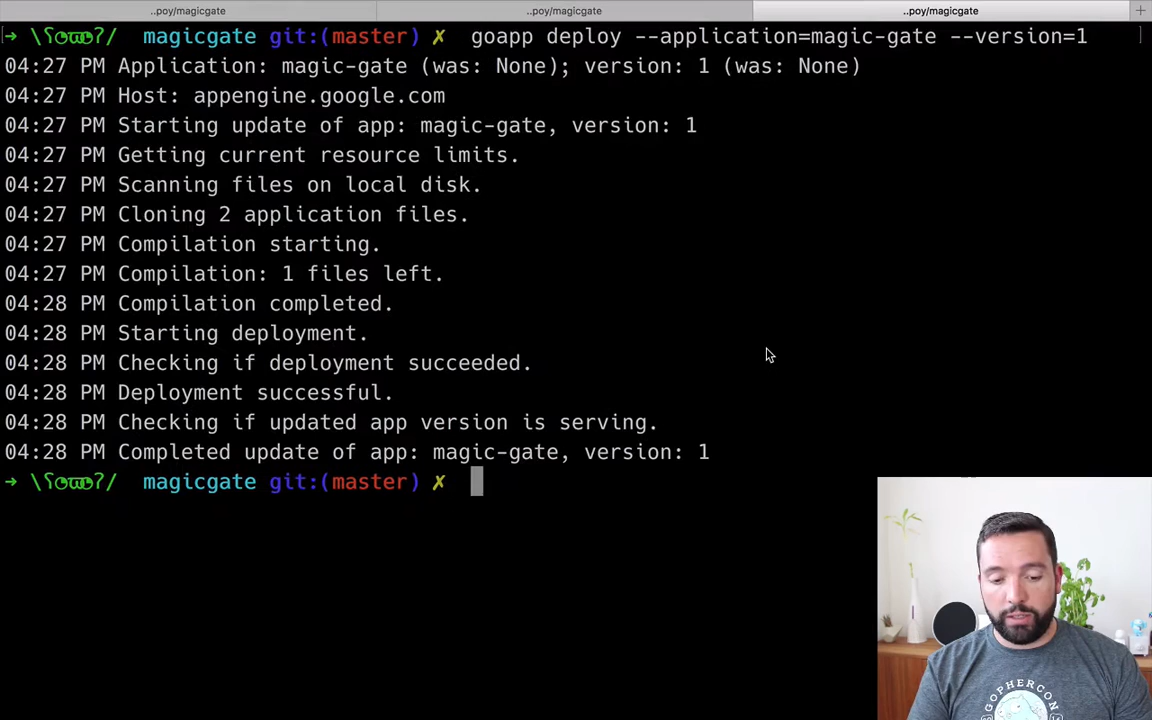 ..poy/magicgate ..poy/magicgate ..poy/magicgate +
→ \ʕ◔ϖ◔ʔ/ magicgate git:(master) ✗ goapp deploy --application=magic-gate --version=1
04:27 PM Application: magic-gate (was: None); version: 1 (was: None)
04:27 PM Host: appengine.google.com
04:27 PM Starting update of app: magic-gate, version: 1
04:27 PM Getting current resource limits.
04:27 PM Scanning files on local disk.
04:27 PM Cloning 2 application files.
04:27 PM Compilation starting.
04:27 PM Compilation: 1 files left.
04:28 PM Compilation completed.
04:28 PM Starting deployment.
04:28 PM Checking if deployment succeeded.
04:28 PM Deployment successful.
04:28 PM Checking if updated app version is serving.
04:28 PM Completed update of app: magic-gate, version: 1
→ \ʕ◔ϖ◔ʔ/ magicgate git:(master) ✗
GOPHERCON